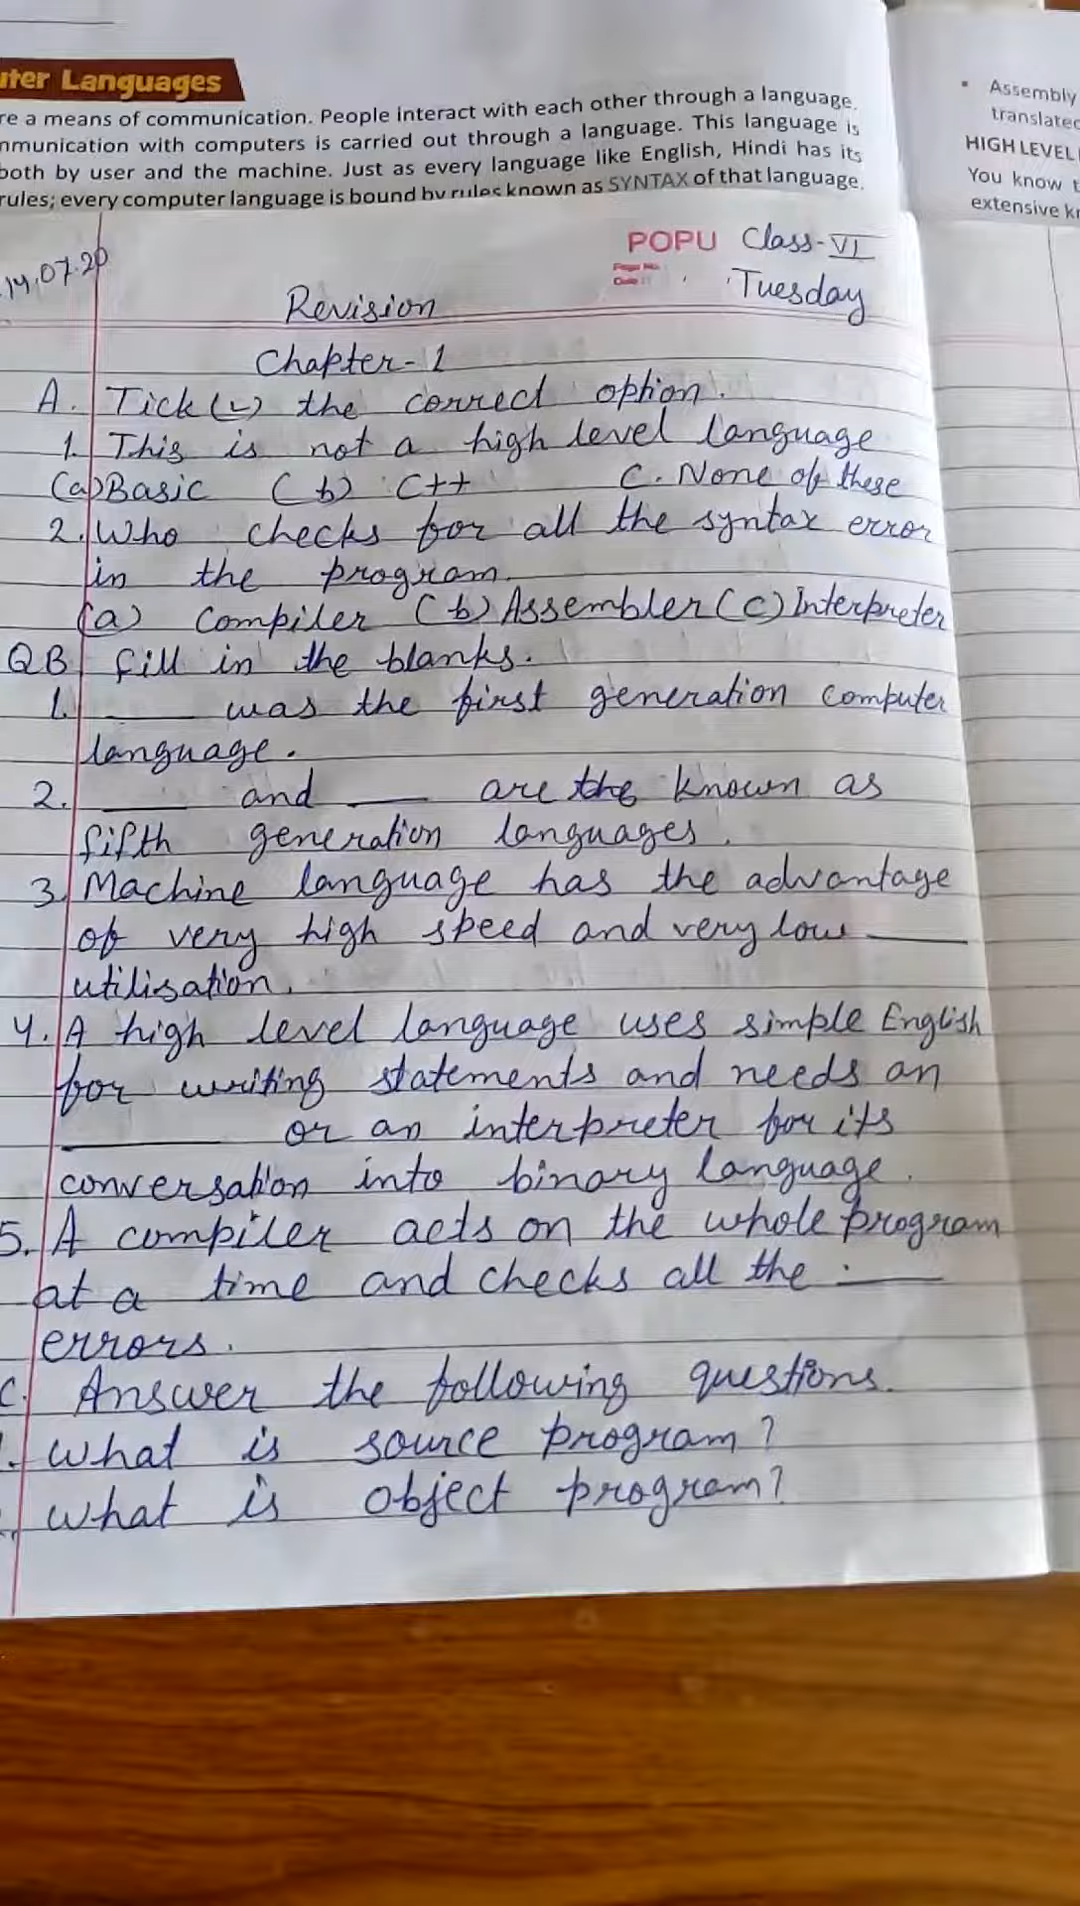 uter Languages
re a means of communication. People interact with each other through a language.
nmunication with computers is carried out through a language. This language is
both by user and the machine. Just as every language like English, Hindi has its
rules; every computer language is bound by rules known as SYNTAX of that language.
Assembly
translated
HIGH LEVEL
You know t
extensive kn
14.07.20
POPU Class-VI
Page No.
Date
Tuesday
Revision
Chapter-1
A. Tick (✓) the correct option.
1. This is not a high level language
(a) Basic (b) C++ C. None of these
2. Who checks for all the syntax error
in the program.
(a) Compiler (b) Assembler (c) Interpreter
QB fill in the blanks.
1. ____ was the first generation computer
language.
2. ____ and ____ are the known as
fifth generation languages.
3. Machine language has the advantage
of very high speed and very low ____
utilisation.
4. A high level language uses simple English
for writing statements and needs an
____ or an interpreter for its
conversation into binary language.
5. A compiler acts on the whole program
at a time and checks all the ____
errors.
C. Answer the following questions.
. What is source program?
. What is object program?